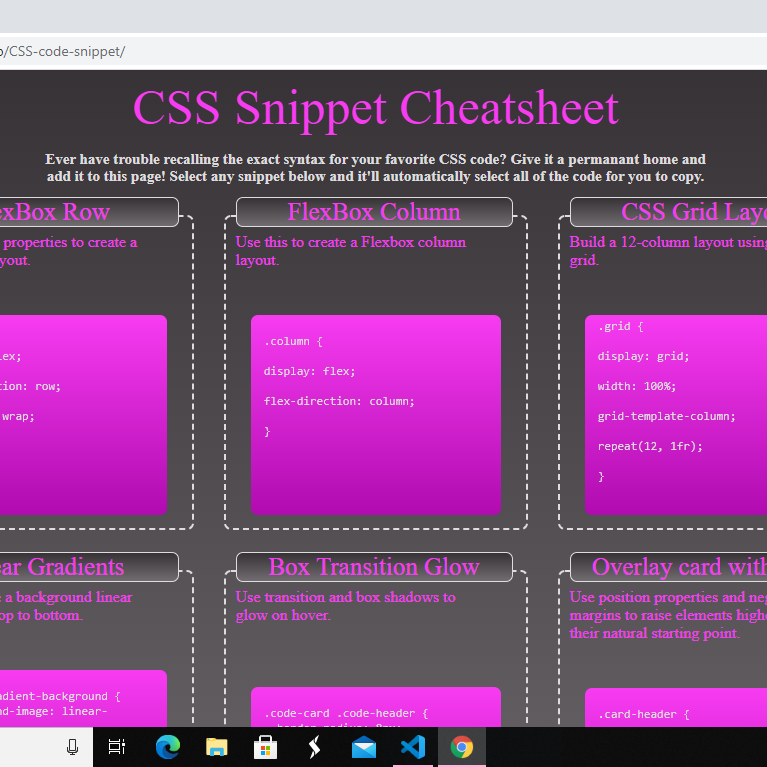 /CSS-code-snippet/
CSS Snippet Cheatsheet
Ever have trouble recalling the exact syntax for your favorite CSS code? Give it a permanant home and
add it to this page! Select any snippet below and it'll automatically select all of the code for you to copy.
exBox Row
properties to create a
yout.
lex;
tion: row;
wrap;
FlexBox Column
Use this to create a Flexbox column
layout.
.column {
display: flex;
flex-direction: column;
}
CSS Grid Layo
Build a 12-column layout using
grid.
.grid {
display: grid;
width: 100%;
grid-template-column;
repeat(12, 1fr);
}
ear Gradients
a background linear
op to bottom.
adient-background {
nd-image: linear-
Box Transition Glow
Use transition and box shadows to
glow on hover.
.code-card .code-header {
Overlay card with
Use position properties and neg
margins to raise elements highe
their natural starting point.
.card-header {